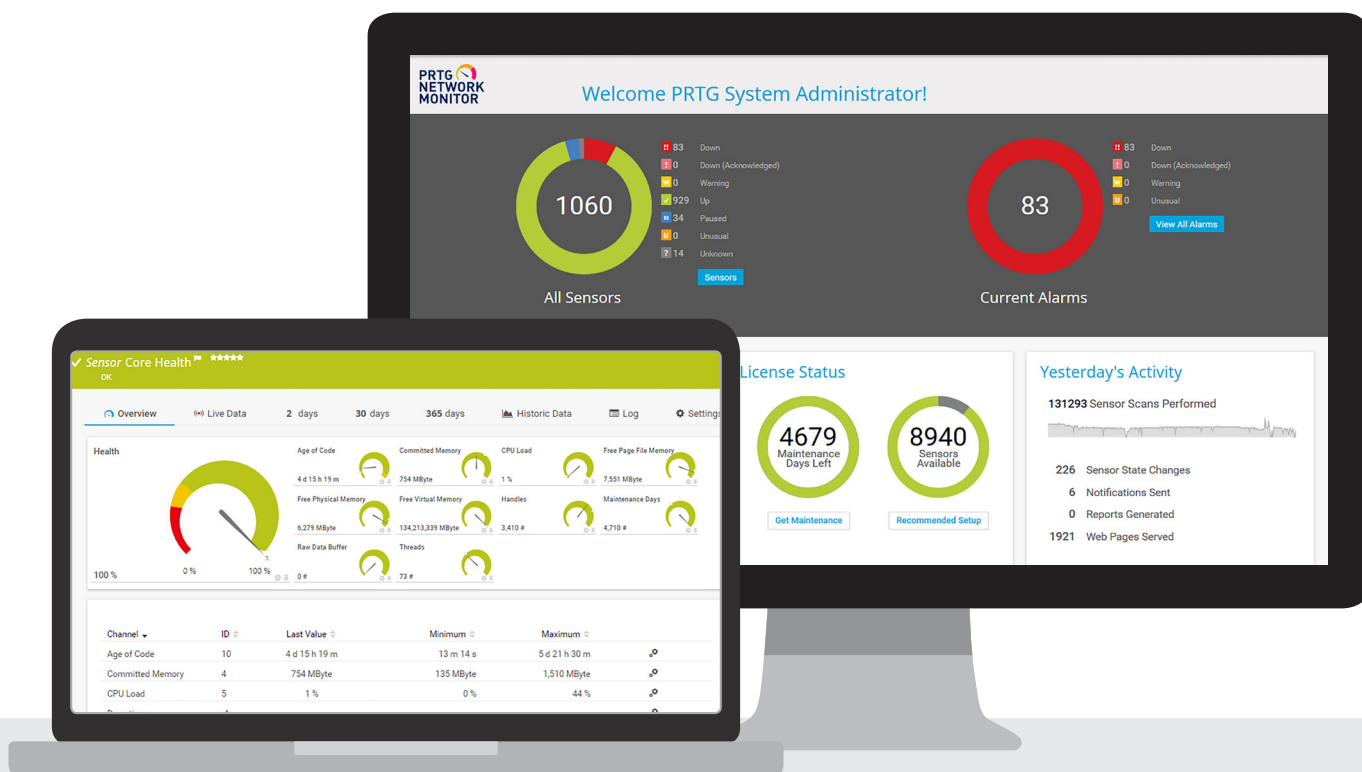 PRTG
NETWORK
MONITOR
Welcome PRTG System Administrator!
1060
!! 83 Down
! 0 Down (Acknowledged)
W 0 Warning
929 Up
34 Paused
U 0 Unusual
? 14 Unknown
Sensors
All Sensors
83
!! 83 Down
! 0 Down (Acknowledged)
W 0 Warning
U 0 Unusual
View All Alarms
Current Alarms
License Status
4679
Maintenance
Days Left
Get Maintenance
8940
Sensors
Available
Recommended Setup
Yesterday's Activity
131293 Sensor Scans Performed
226 Sensor State Changes
6 Notifications Sent
0 Reports Generated
1921 Web Pages Served
Sensor Core Health
OK
Overview Live Data 2 days 30 days 365 days Historic Data Log Settings
Health
100 %
0 % 100 %
Age of Code
4 d 15 h 19 m
Committed Memory
754 MByte
CPU Load
1 %
Free Page File Memory
7,551 MByte
Free Physical Memory
6,279 MByte
Free Virtual Memory
134,213,339 MByte
Handles
3,410 #
Maintenance Days
4,710 #
Raw Data Buffer
0 #
Threads
73 #
Channel ID Last Value Minimum Maximum
Age of Code 10 4 d 15 h 19 m 13 m 14 s 5 d 21 h 30 m
Committed Memory 4 754 MByte 135 MByte 1,510 MByte
CPU Load 5 1 % 0 % 44 %